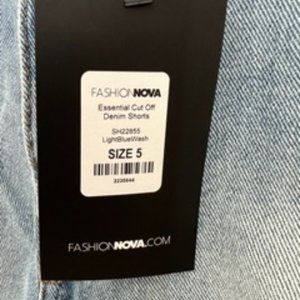 FASHIONNOVA
Essential Cut Off
Denim Shorts
SH22855
LightBlueWash
SIZE 5
2235644
FASHIONNOVA.COM